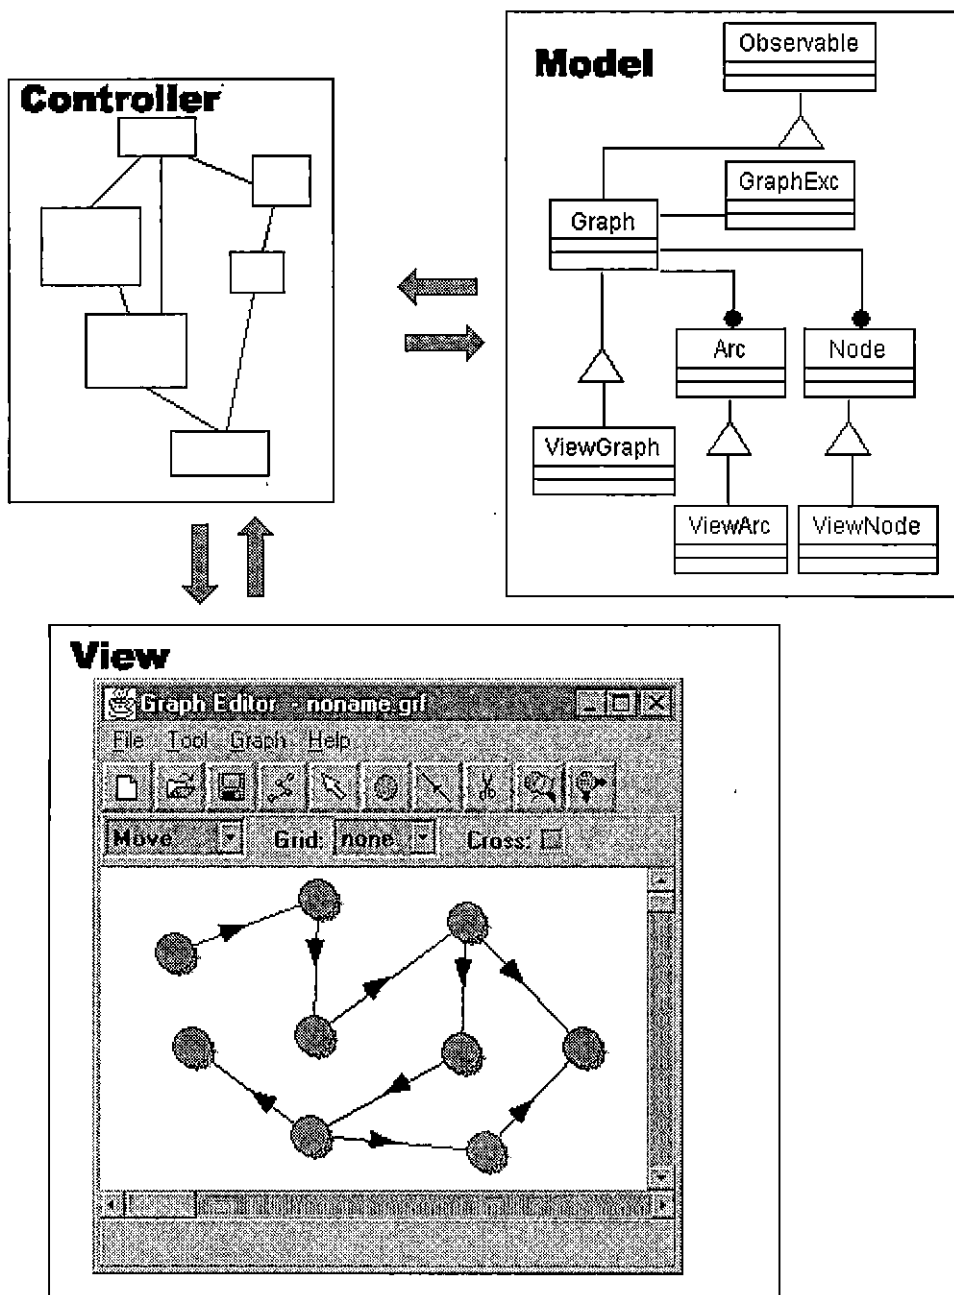 Controller
Model
Observable
GraphExc
Graph
Arc
Node
ViewGraph
ViewArc
ViewNode
View
Graph Editor - noname.grf
File Tool Graph Help
Move Grid: none Cross: